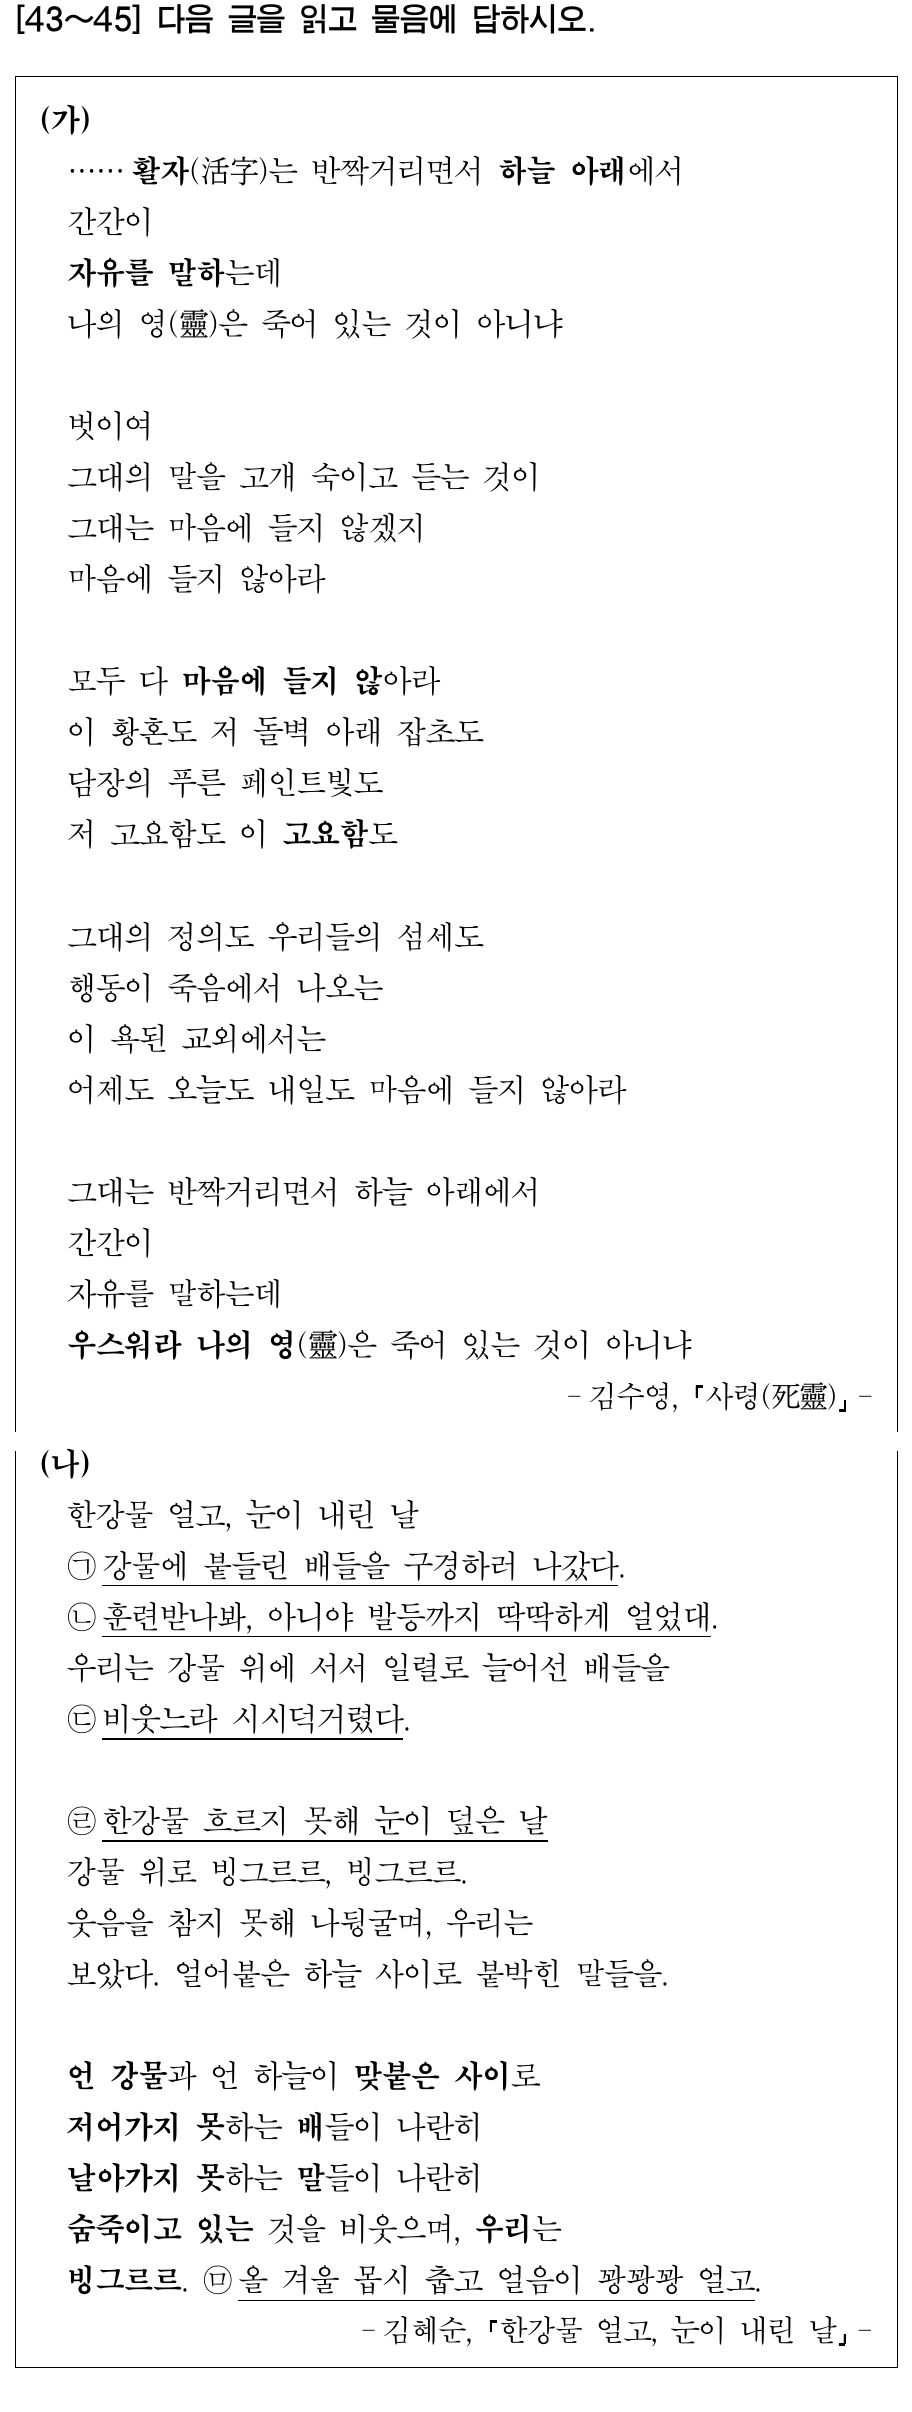 [43～45] 다음 글을 읽고 물음에 답하시오.
(가)
…… 활자(活字)는 반짝거리면서 하늘 아래에서
간간이
자유를 말하는데
나의 영(靈)은 죽어 있는 것이 아니냐
벗이여
그대의 말을 고개 숙이고 듣는 것이
그대는 마음에 들지 않겠지
마음에 들지 않아라
모두 다 마음에 들지 않아라
이 황혼도 저 돌벽 아래 잡초도
담장의 푸른 페인트빛도
저 고요함도 이 고요함도
그대의 정의도 우리들의 섬세도
행동이 죽음에서 나오는
이 욕된 교외에서는
어제도 오늘도 내일도 마음에 들지 않아라
그대는 반짝거리면서 하늘 아래에서
간간이
자유를 말하는데
우스워라 나의 영(靈)은 죽어 있는 것이 아니냐
- 김수영, 「사령(死靈)」 -
(나)
한강물 얼고, 눈이 내린 날
㉠ 강물에 붙들린 배들을 구경하러 나갔다.
㉡ 훈련받나봐, 아니야 발등까지 딱딱하게 얼었대.
우리는 강물 위에 서서 일렬로 늘어선 배들을
㉢ 비웃느라 시시덕거렸다.
㉣ 한강물 흐르지 못해 눈이 덮은 날
강물 위로 빙그르르, 빙그르르.
웃음을 참지 못해 나뒹굴며, 우리는
보았다. 얼어붙은 하늘 사이로 붙박힌 말들을.
언 강물과 언 하늘이 맞붙은 사이로
저어가지 못하는 배들이 나란히
날아가지 못하는 말들이 나란히
숨죽이고 있는 것을 비웃으며, 우리는
빙그르르. ㉤ 올 겨울 몹시 춥고 얼음이 꽝꽝꽝 얼고.
- 김혜순, 「한강물 얼고, 눈이 내린 날」 -